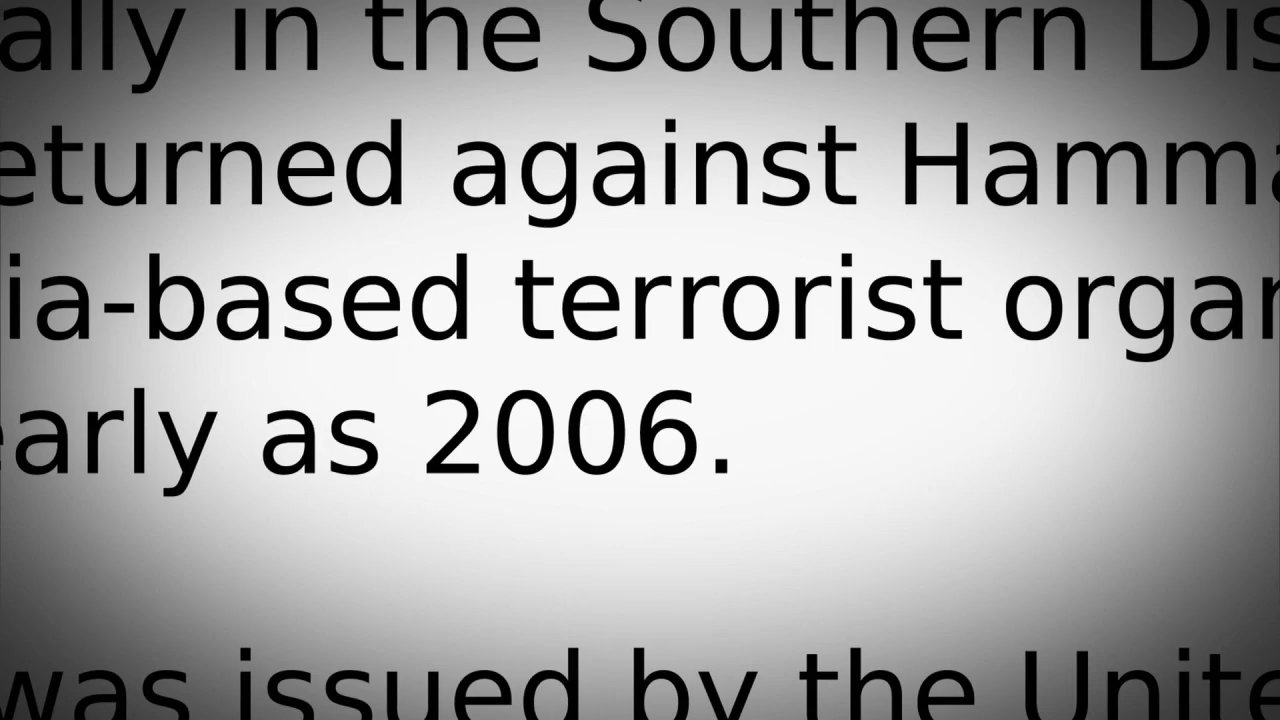 ally in the Southern Dis
eturned against Hamma
ia-based terrorist organ
early as 2006.
was issued by the Unite